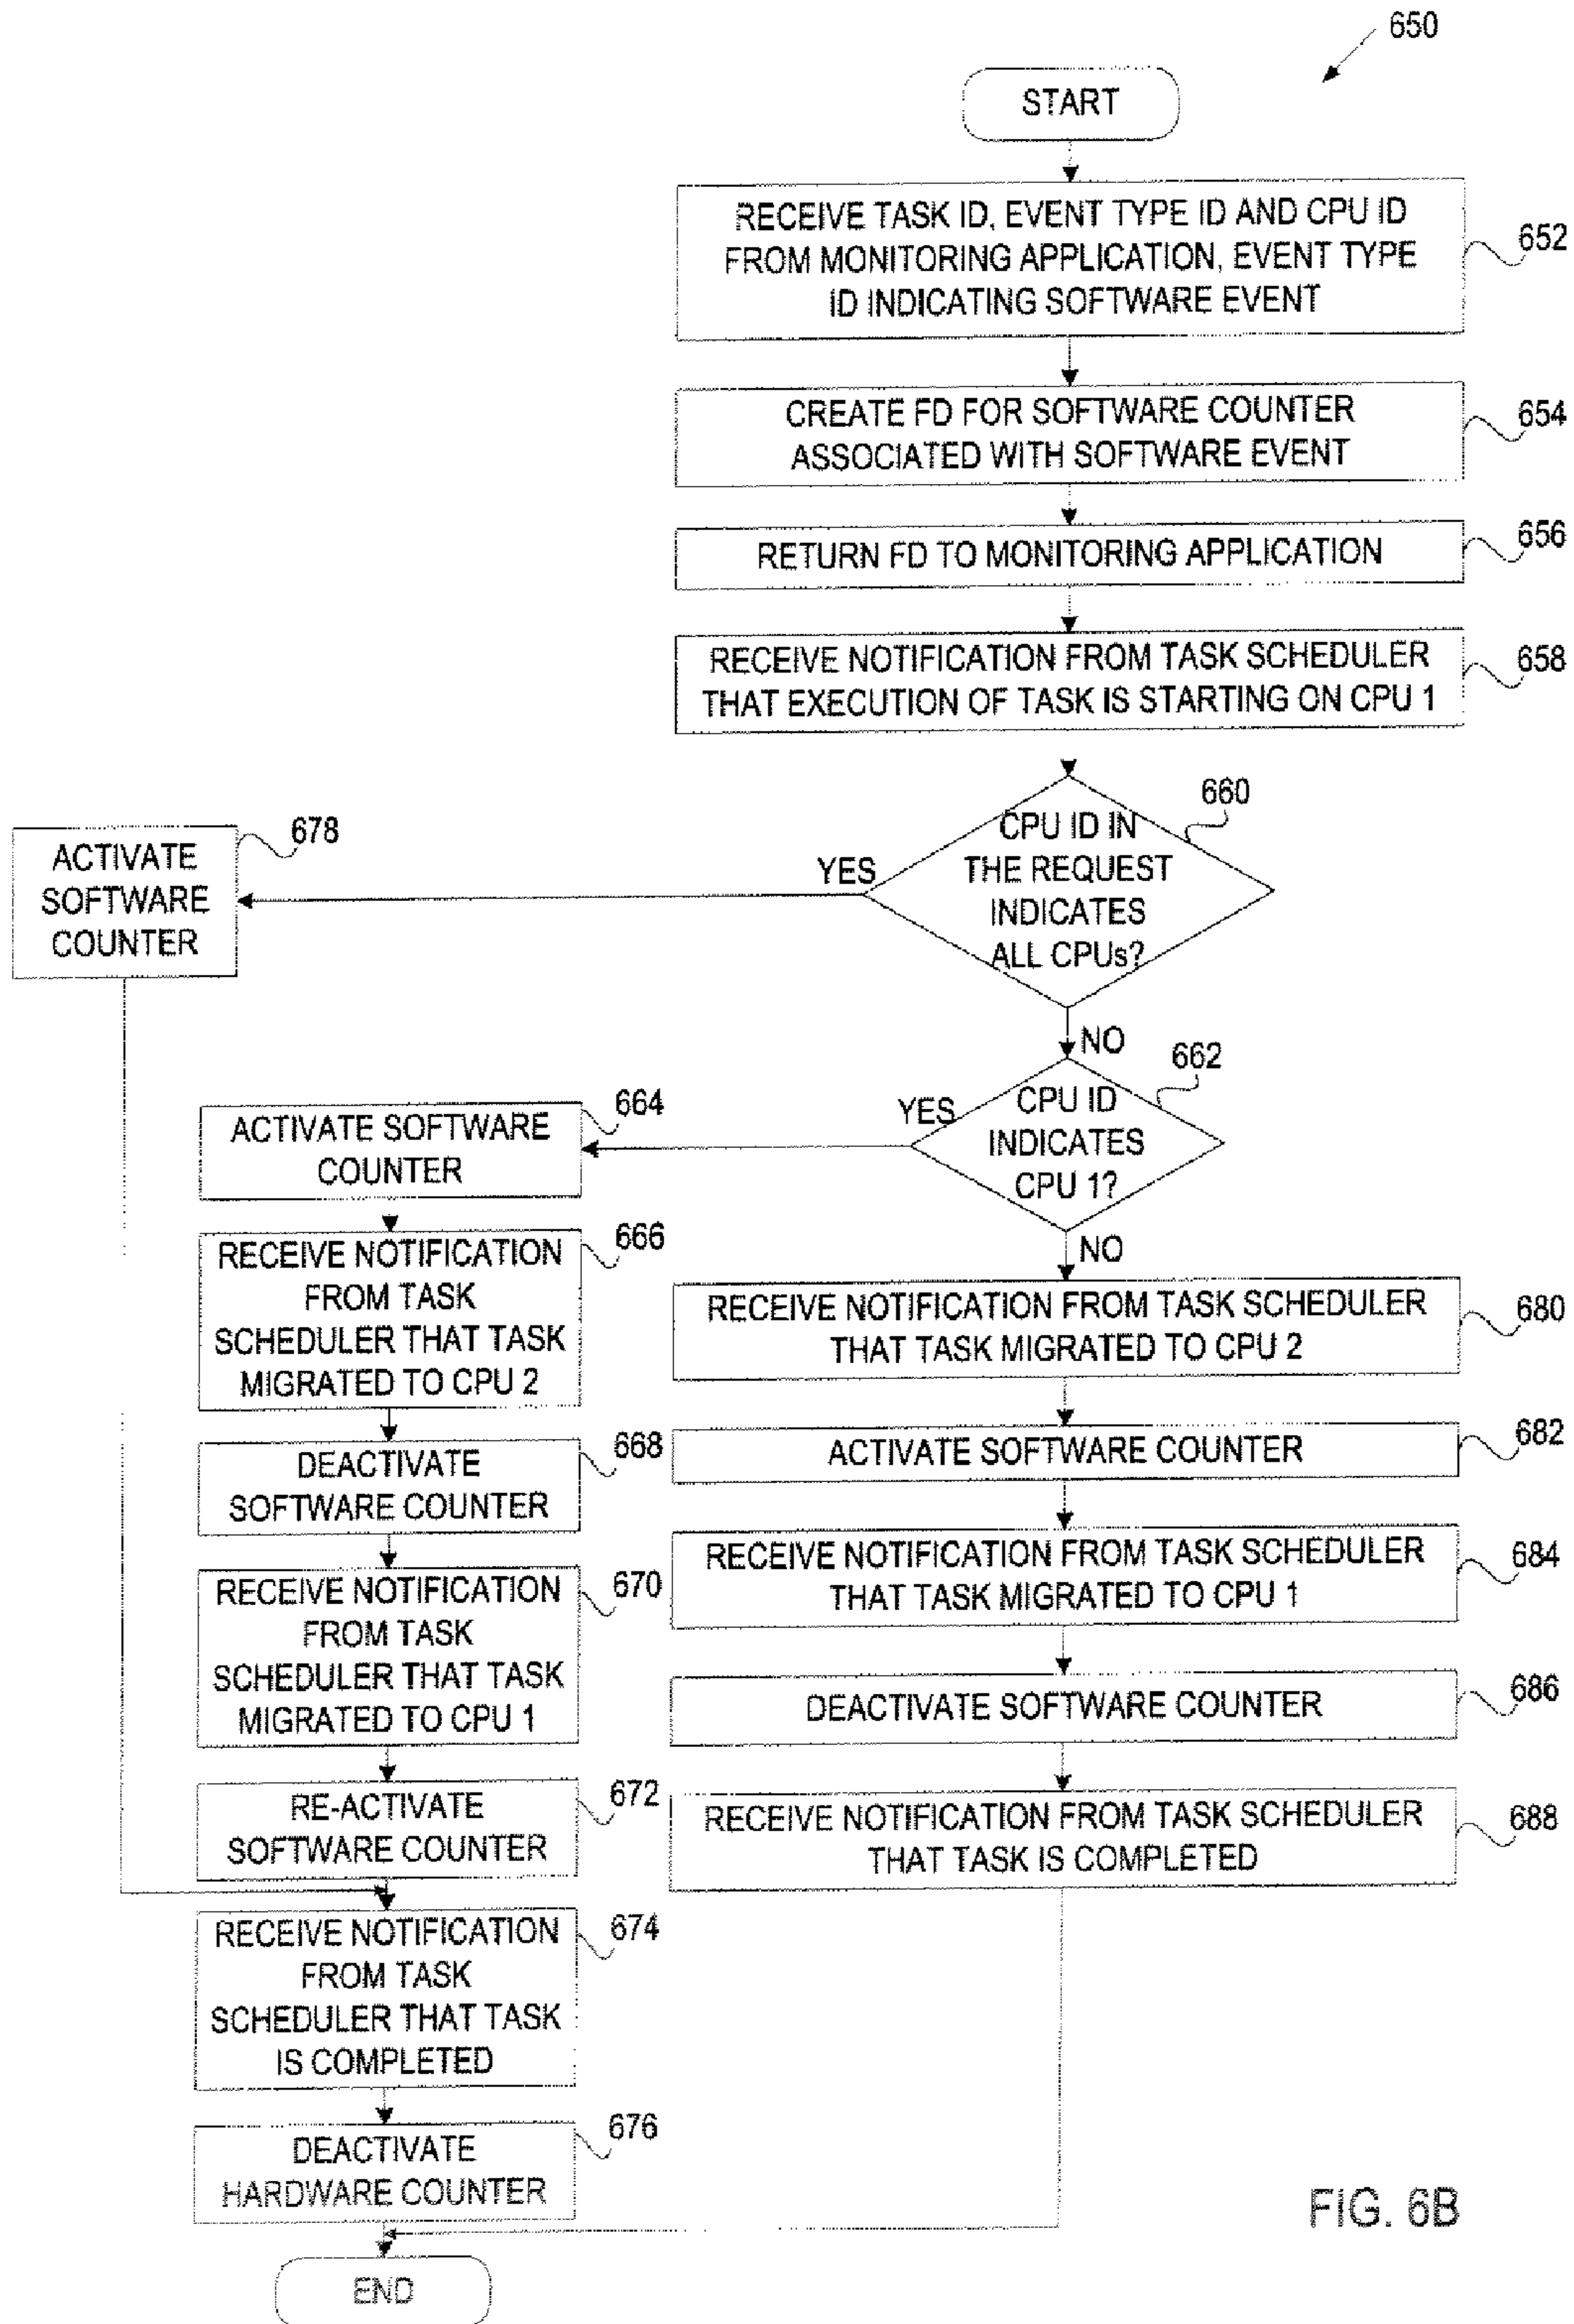 650
START
RECEIVE TASK ID, EVENT TYPE ID AND CPU ID
FROM MONITORING APPLICATION, EVENT TYPE
ID INDICATING SOFTWARE EVENT
652
CREATE FD FOR SOFTWARE COUNTER
ASSOCIATED WITH SOFTWARE EVENT
654
RETURN FD TO MONITORING APPLICATION
656
RECEIVE NOTIFICATION FROM TASK SCHEDULER
THAT EXECUTION OF TASK IS STARTING ON CPU 1
658
CPU ID IN
THE REQUEST
INDICATES
ALL CPUs?
660
YES
ACTIVATE
SOFTWARE
COUNTER
678
NO
CPU ID
INDICATES
CPU 1?
662
YES
ACTIVATE SOFTWARE
COUNTER
664
RECEIVE NOTIFICATION
FROM TASK
SCHEDULER THAT TASK
MIGRATED TO CPU 2
666
DEACTIVATE
SOFTWARE COUNTER
668
RECEIVE NOTIFICATION
FROM TASK
SCHEDULER THAT TASK
MIGRATED TO CPU 1
670
RE-ACTIVATE
SOFTWARE COUNTER
672
RECEIVE NOTIFICATION
FROM TASK
SCHEDULER THAT TASK
IS COMPLETED
674
DEACTIVATE
HARDWARE COUNTER
676
NO
RECEIVE NOTIFICATION FROM TASK SCHEDULER
THAT TASK MIGRATED TO CPU 2
680
ACTIVATE SOFTWARE COUNTER
682
RECEIVE NOTIFICATION FROM TASK SCHEDULER
THAT TASK MIGRATED TO CPU 1
684
DEACTIVATE SOFTWARE COUNTER
686
RECEIVE NOTIFICATION FROM TASK SCHEDULER
THAT TASK IS COMPLETED
688
END
FIG. 6B